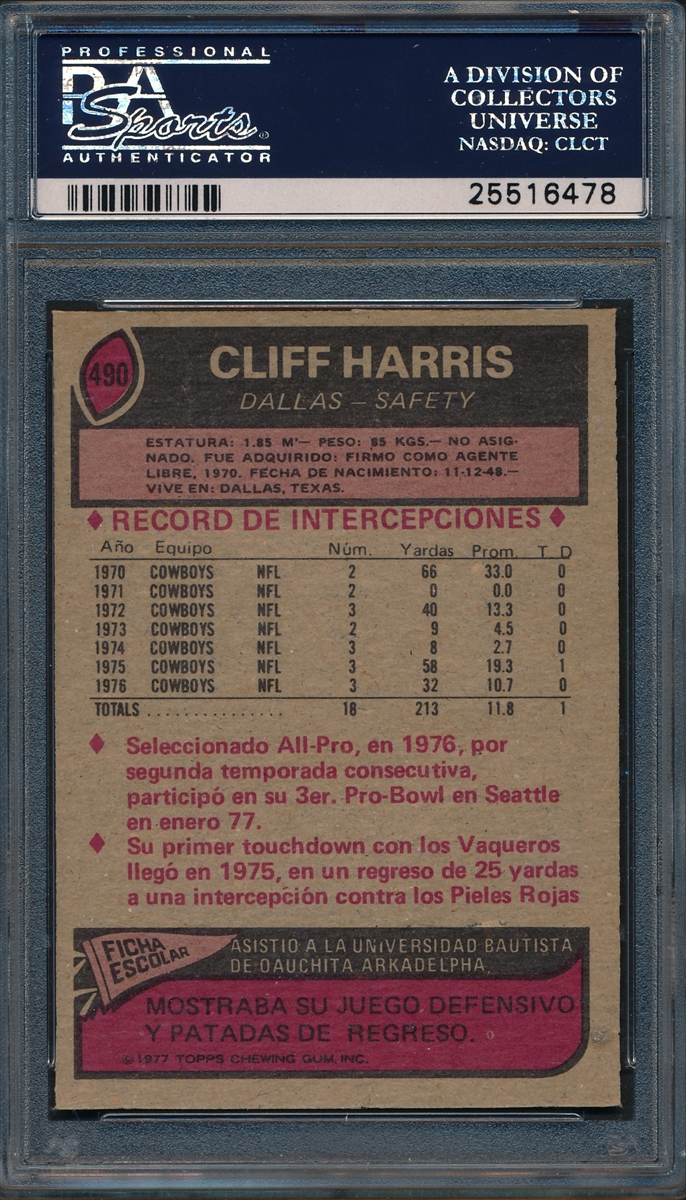 PROFESSIONAL
PSA
Sports
AUTHENTICATOR
A DIVISION OF
COLLECTORS
UNIVERSE
NASDAQ: CLCT
25516478
490
CLIFF HARRIS
DALLAS – SAFETY
ESTATURA: 1.85 M'— PESO: 85 KGS.— NO ASIG-
NADO. FUE ADQUIRIDO: FIRMO COMO AGENTE
LIBRE, 1970. FECHA DE NACIMIENTO: 11-12-48.—
VIVE EN: DALLAS, TEXAS.
♦ RECORD DE INTERCEPCIONES ♦
Año Equipo Núm. Yardas Prom. T D
1970 COWBOYS NFL 2 66 33.0 0
1971 COWBOYS NFL 2 0 0.0 0
1972 COWBOYS NFL 3 40 13.3 0
1973 COWBOYS NFL 2 9 4.5 0
1974 COWBOYS NFL 3 8 2.7 0
1975 COWBOYS NFL 3 58 19.3 1
1976 COWBOYS NFL 3 32 10.7 0
TOTALS ............... 18 213 11.8 1
♦ Seleccionado All-Pro, en 1976, por
segunda temporada consecutiva,
participó en su 3er. Pro-Bowl en Seattle
en enero 77.
♦ Su primer touchdown con los Vaqueros
llegó en 1975, en un regreso de 25 yardas
a una intercepción contra los Pieles Rojas
FICHA
ESCOLAR
ASISTIO A LA UNIVERSIDAD BAUTISTA
DE OAUCHITA ARKADELPHA.
MOSTRABA SU JUEGO DEFENSIVO
Y PATADAS DE REGRESO.
©1977 TOPPS CHEWING GUM, INC.